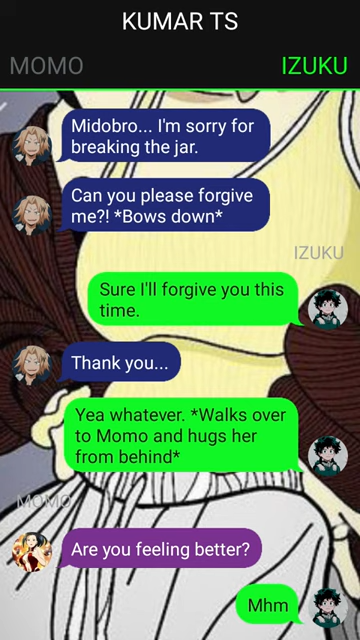 KUMAR TS
MOMO
IZUKU
Midobro... I'm sorry for
breaking the jar.
Can you please forgive
me?! *Bows down*
IZUKU
Sure I'll forgive you this
time.
Thank you...
Yea whatever. *Walks over
to Momo and hugs her
from behind*
MOMO
Are you feeling better?
Mhm